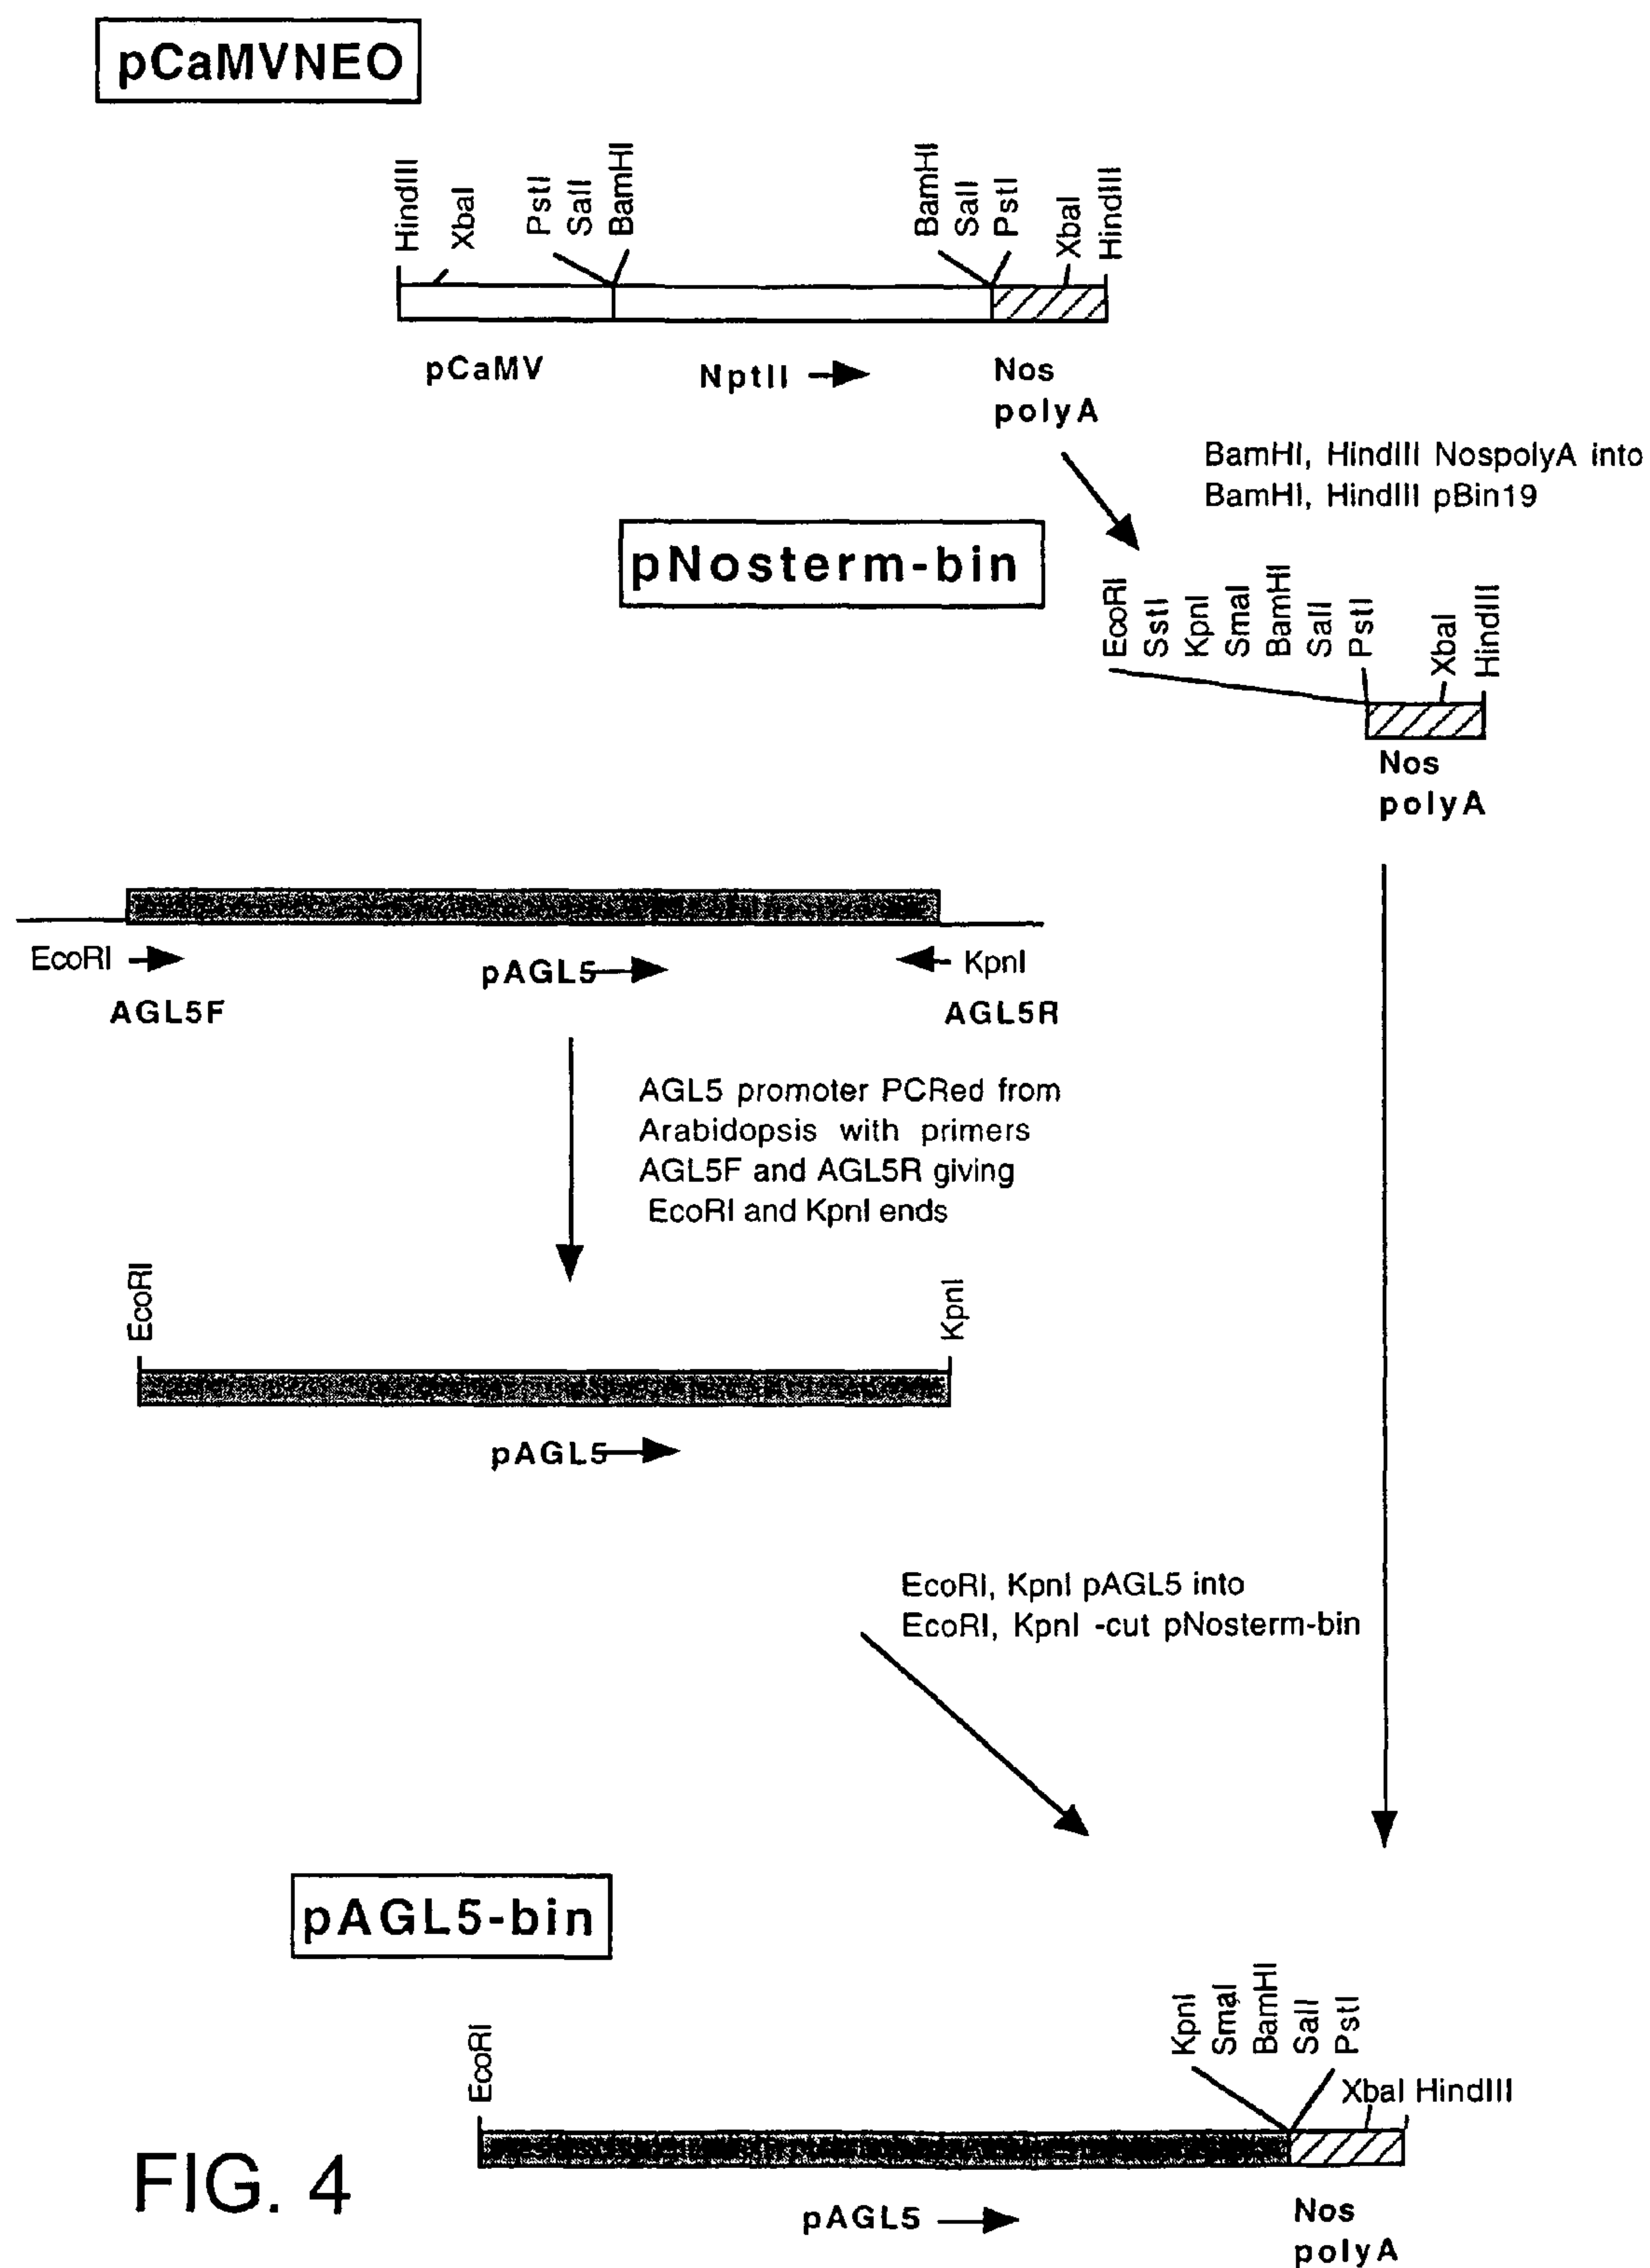 pCaMVNEO
HindIII
XbaI
PstI
SalI
BamHI
BamHI
SalI
PstI
XbaI
HindIII
pCaMV
NptII
Nos
polyA
BamHI, HindIII NospolyA into
BamHI, HindIII pBin19
pNosterm-bin
EcoRI
SstI
KpnI
SmaI
BamHI
SalI
PstI
XbaI
HindIII
Nos
polyA
EcoRI
pAGL5
KpnI
AGL5F
AGL5R
AGL5 promoter PCRed from
Arabidopsis with primers
AGL5F and AGL5R giving
EcoRI and KpnI ends
EcoRI
KpnI
pAGL5
EcoRI, KpnI pAGL5 into
EcoRI, KpnI -cut pNosterm-bin
pAGL5-bin
EcoRI
KpnI
SmaI
BamHI
SalI
PstI
XbaI HindIII
pAGL5
Nos
polyA
FIG. 4